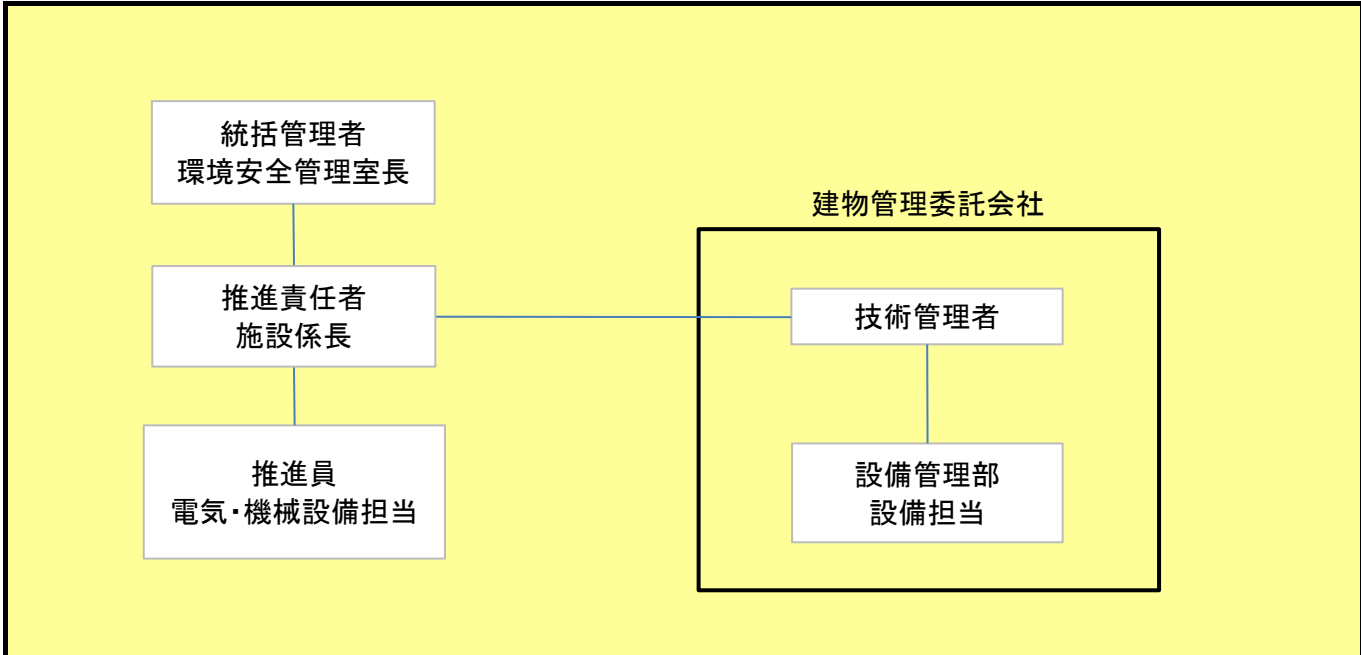 統括管理者
環境安全管理室長
建物管理委託会社
推進責任者
施設係長
技術管理者
推進員
電気・機械設備担当
設備管理部
設備担当